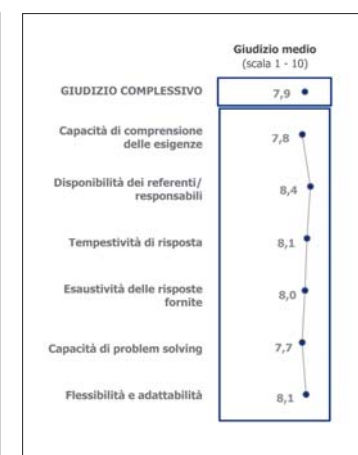 Giudizio medio
(scala 1 - 10)
GIUDIZIO COMPLESSIVO 7,9
Capacità di comprensione
delle esigenze 7,8
Disponibilità dei referenti/
responsabili 8,4
Tempestività di risposta 8,1
Esaustività delle risposte
fornite 8,0
Capacità di problem solving 7,7
Flessibilità e adattabilità 8,1